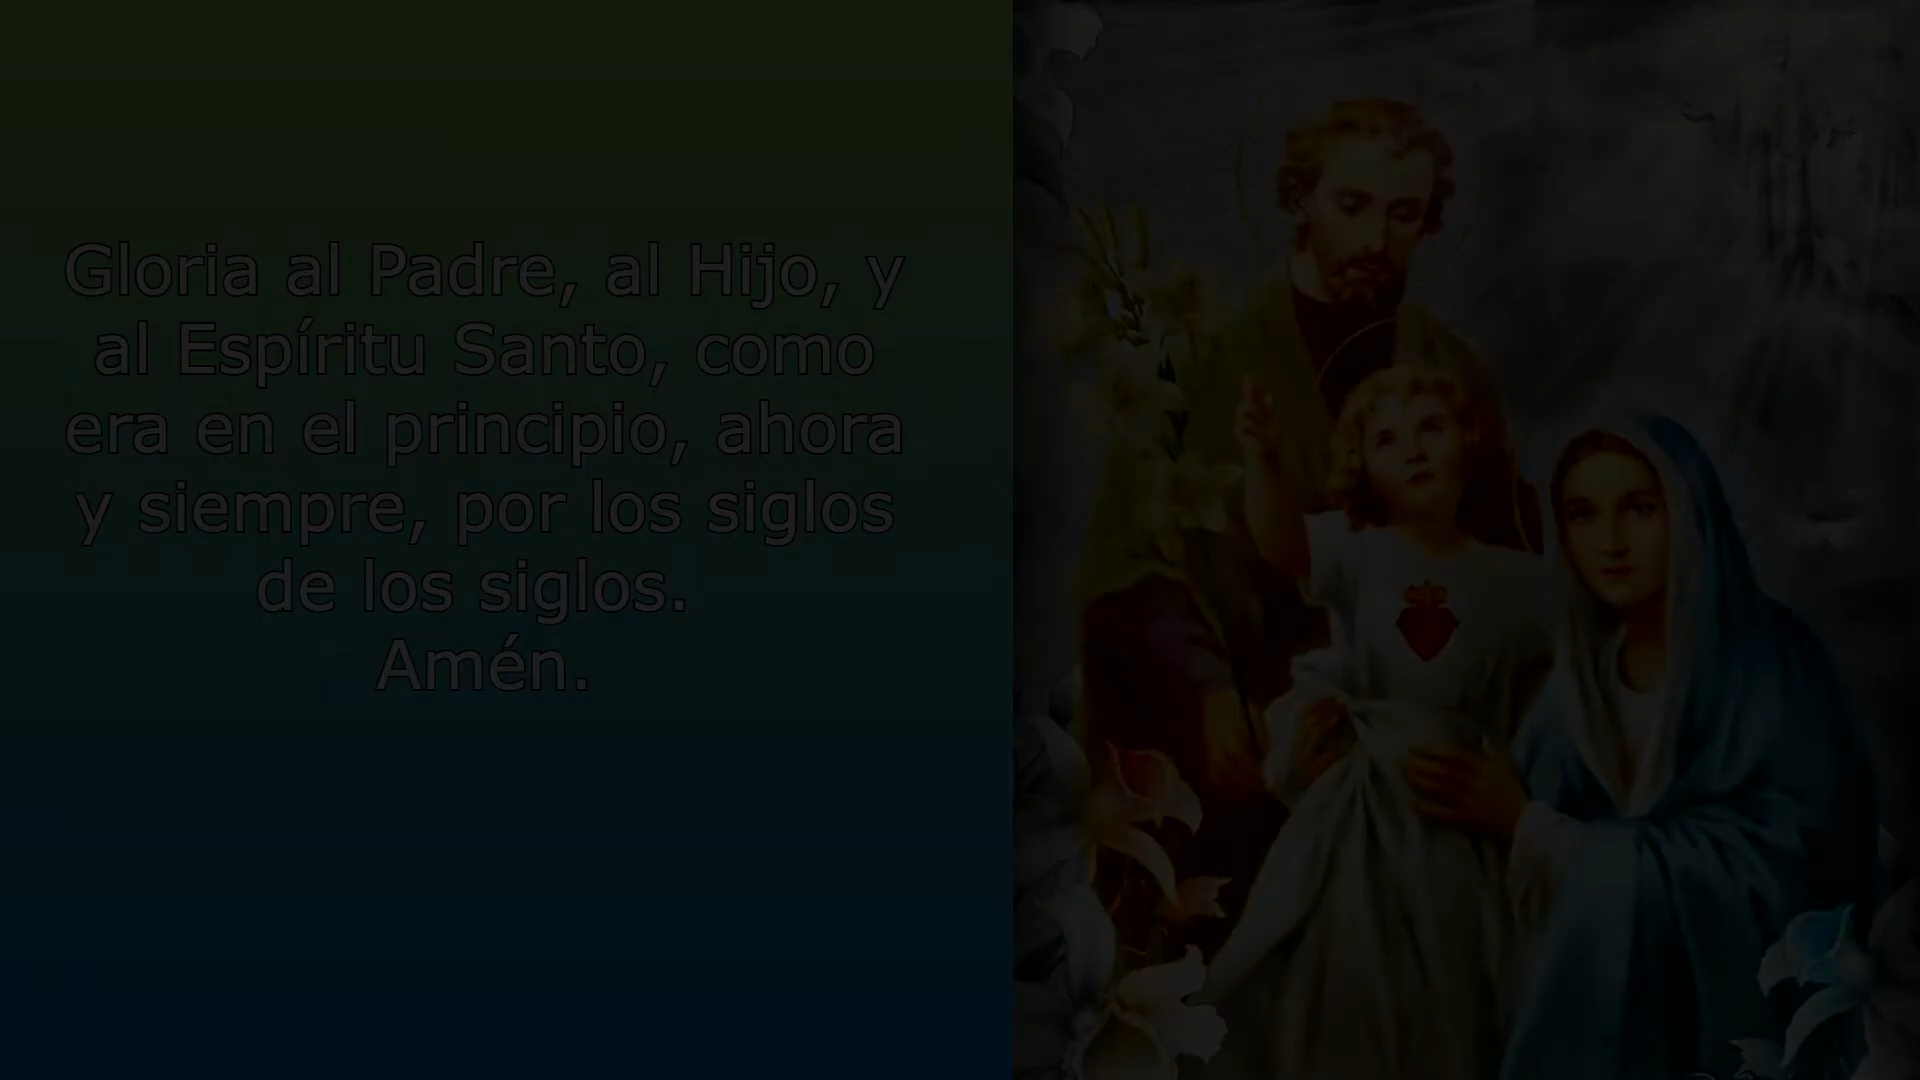 Gloria al Padre, al Hijo, y
al Espíritu Santo, como
era en el principio, ahora
y siempre, por los siglos
de los siglos.
Amén.